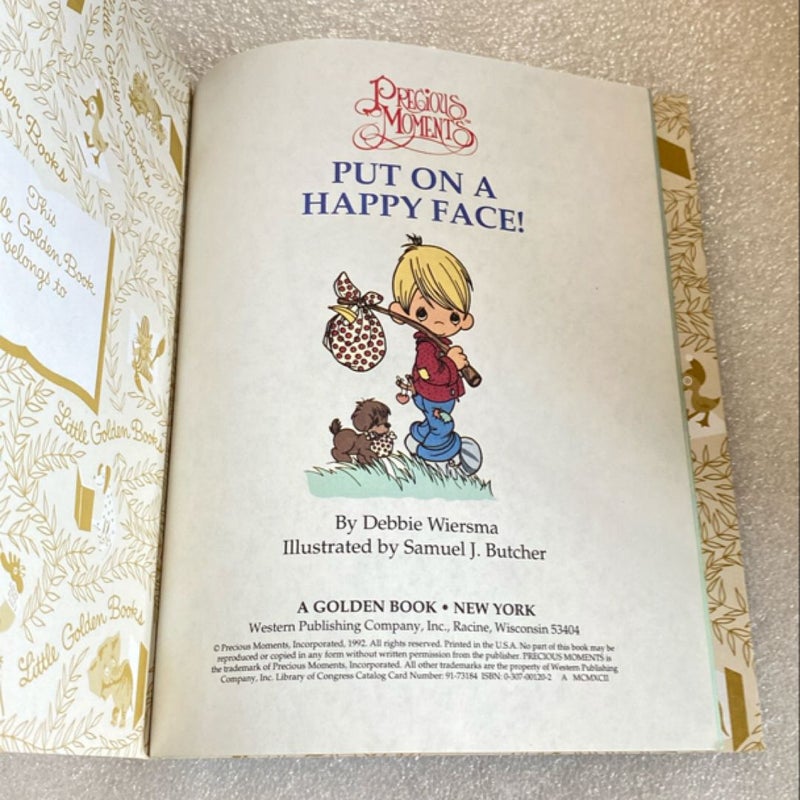 This
le Golden Book
belongs to
Little Golden Books
Little Golden Books
PRECIOUS
MOMENTS™
PUT ON A
HAPPY FACE!
By Debbie Wiersma
Illustrated by Samuel J. Butcher
A GOLDEN BOOK • NEW YORK
Western Publishing Company, Inc., Racine, Wisconsin 53404
© Precious Moments, Incorporated, 1992. All rights reserved. Printed in the U.S.A. No part of this book may be
reproduced or copied in any form without written permission from the publisher. PRECIOUS MOMENTS is
the trademark of Precious Moments, Incorporated. All other trademarks are the property of Western Publishing
Company, Inc. Library of Congress Catalog Card Number: 91-73184 ISBN: 0-307-00120-2 A MCMXCII